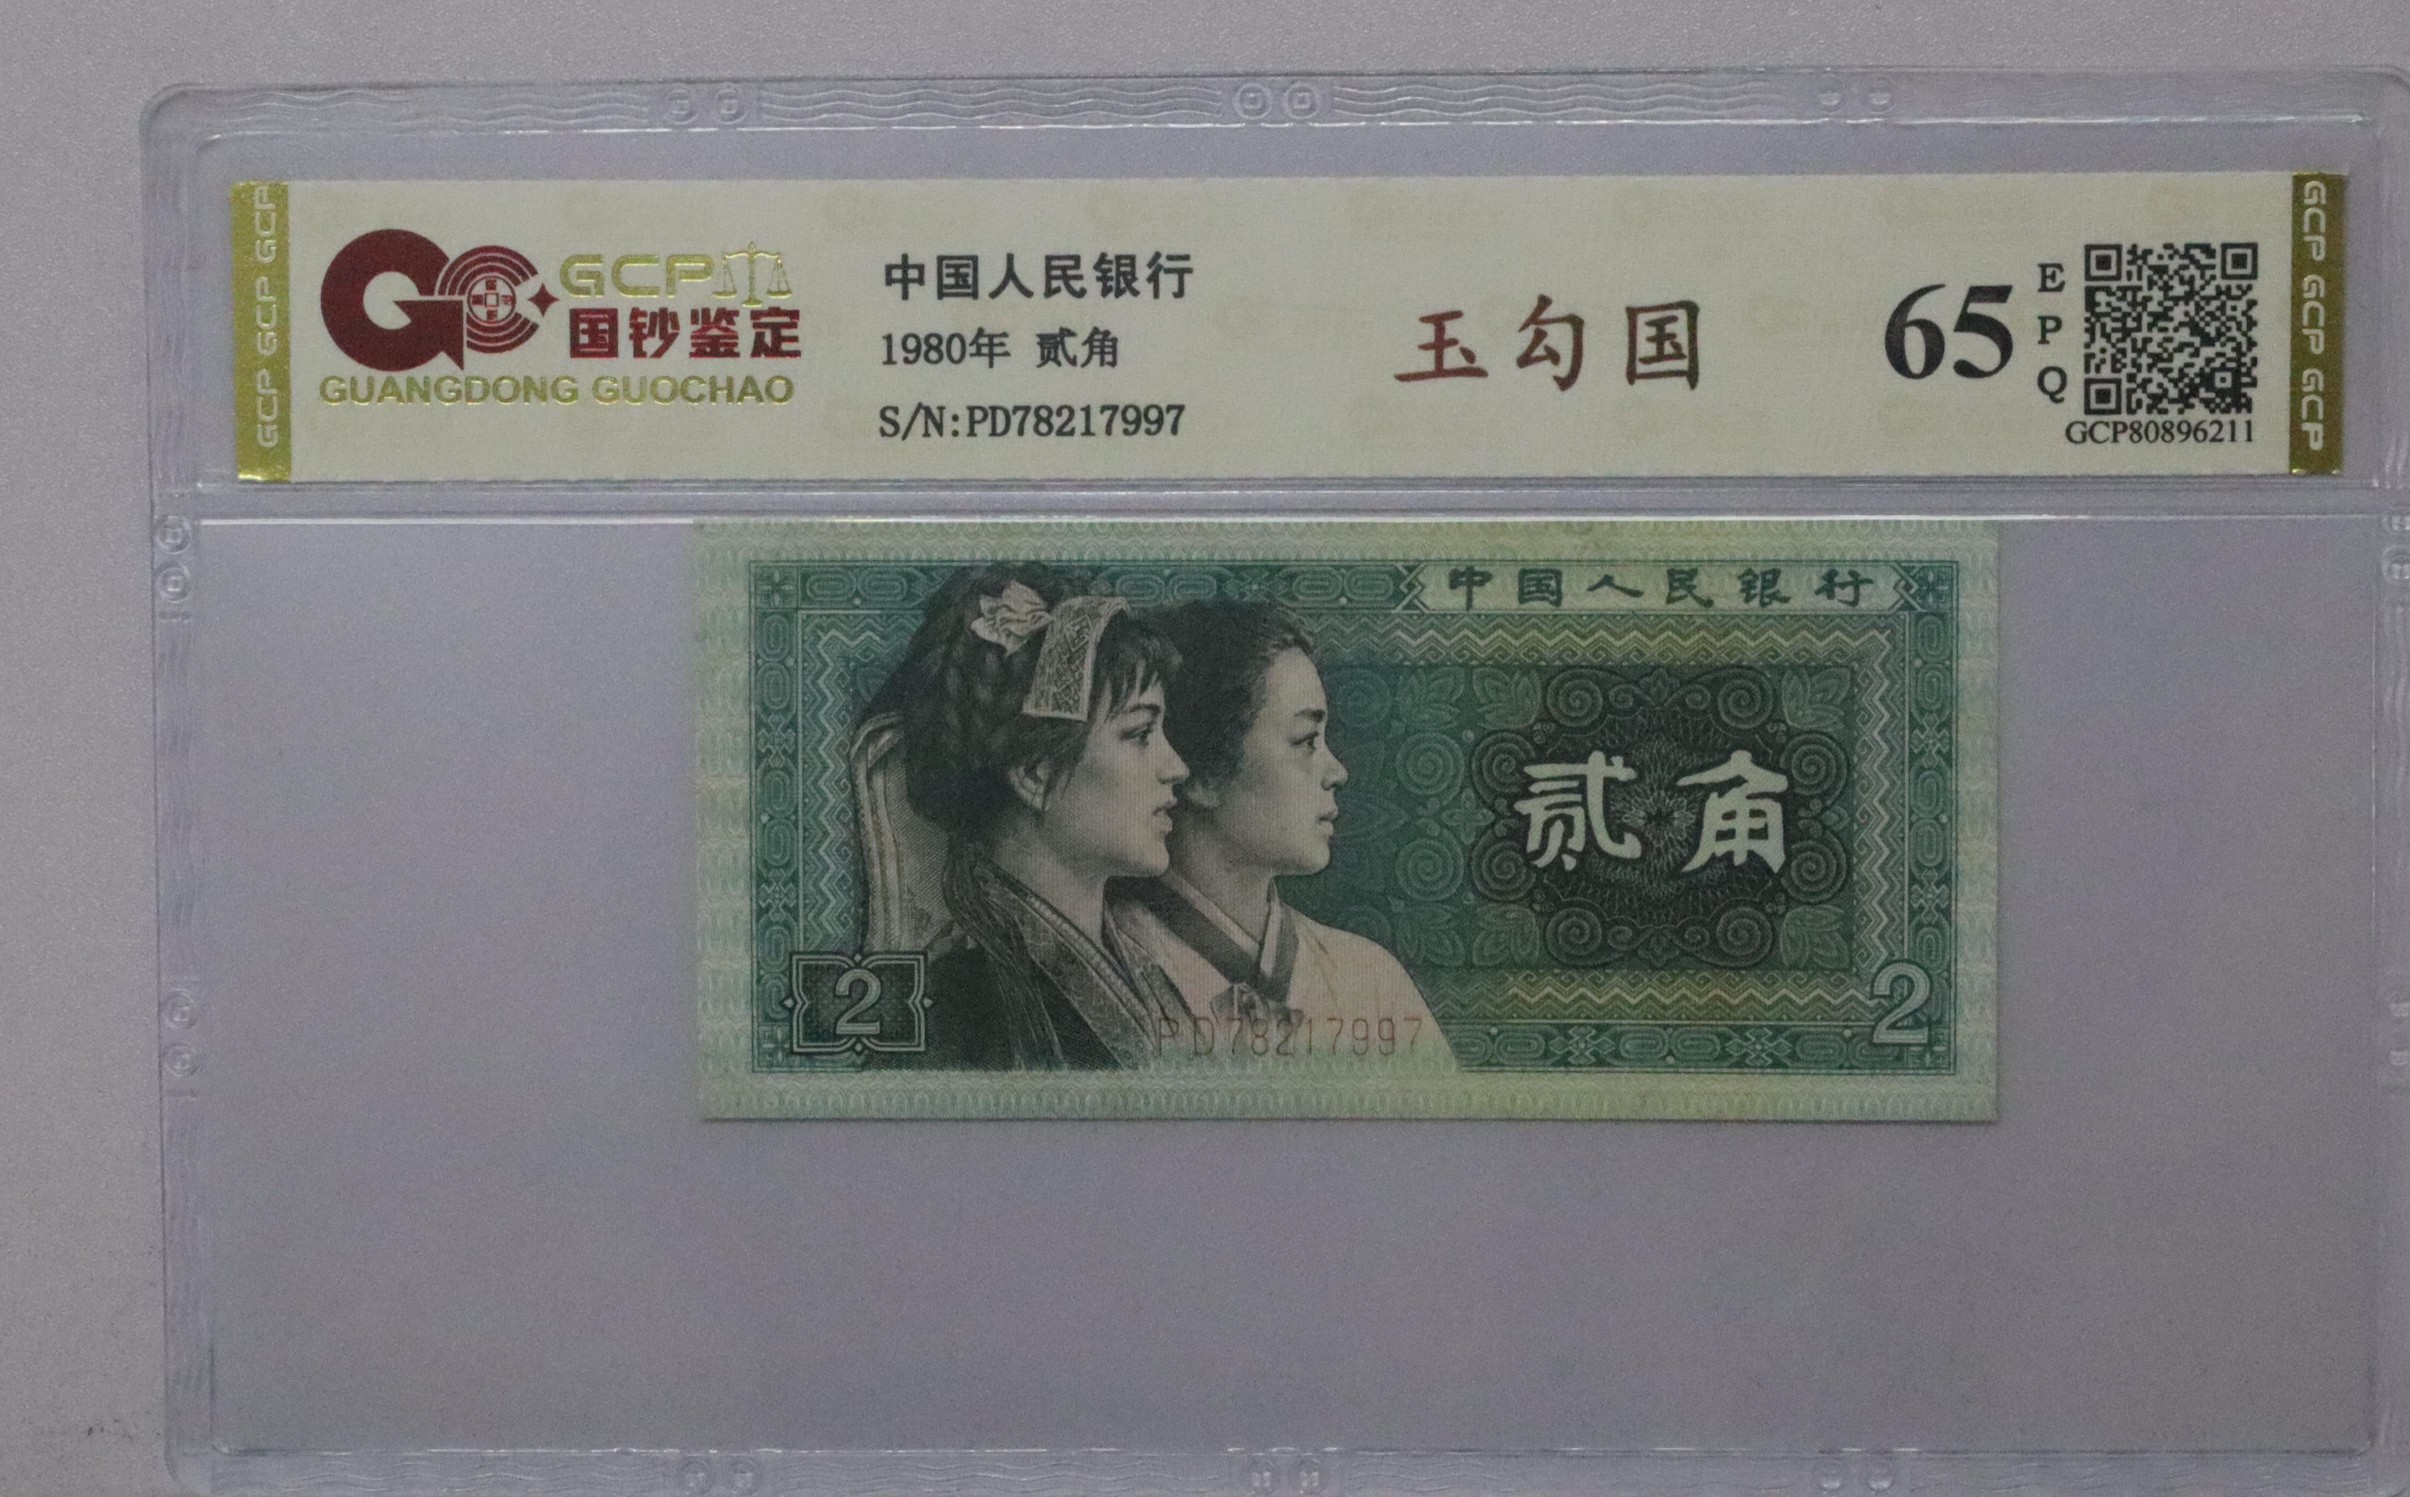 GCP GCP GCP GCP
GCP
国钞鉴定
GUANGDONG GUOCHAO
中国人民银行
1980年 贰角
S/N:PD78217997
玉勾国
65
E
P
Q
GCP80896211
GCP GCP GCP GCP
中国人民银行
贰角
2
2
PD78217997